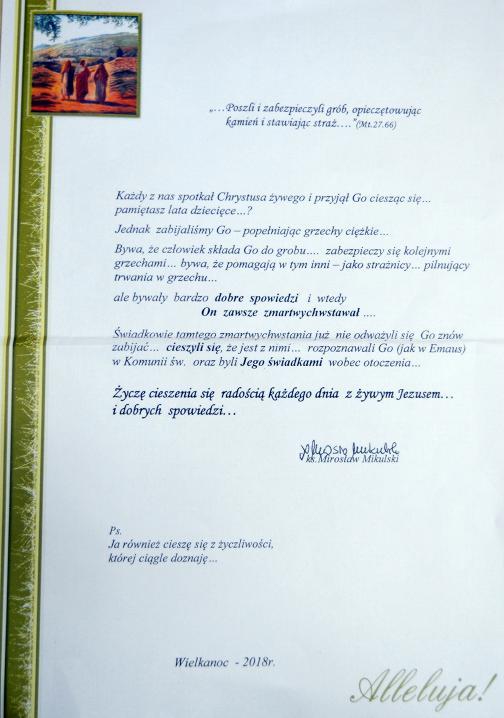 „…Poszli i zabezpieczyli grób, opieczętowując
kamień i stawiając straż….”(Mt.27.66)
Każdy z nas spotkał Chrystusa żywego i przyjął Go ciesząc się…
pamiętasz lata dziecięce…?
Jednak zabijaliśmy Go – popełniając grzechy ciężkie…
Bywa, że człowiek składa Go do grobu…. zabezpieczy się kolejnymi
grzechami… bywa, że pomagają w tym inni – jako strażnicy… pilnujący
trwania w grzechu…
ale bywały bardzo dobre spowiedzi i wtedy
On zawsze zmartwychwstawał ….
Świadkowie tamtego zmartwychwstania już nie odważyli się Go znów
zabijać… cieszyli się, że jest z nimi… rozpoznawali Go (jak w Emaus)
w Komunii św. oraz byli Jego świadkami wobec otoczenia…
Życzę cieszenia się radością każdego dnia z żywym Jezusem…
i dobrych spowiedzi…
ks.Mirosław Mikulski
Ps.
Ja również cieszę się z życzliwości,
której ciągle doznaję…
Wielkanoc - 2018r.
Alleluja!